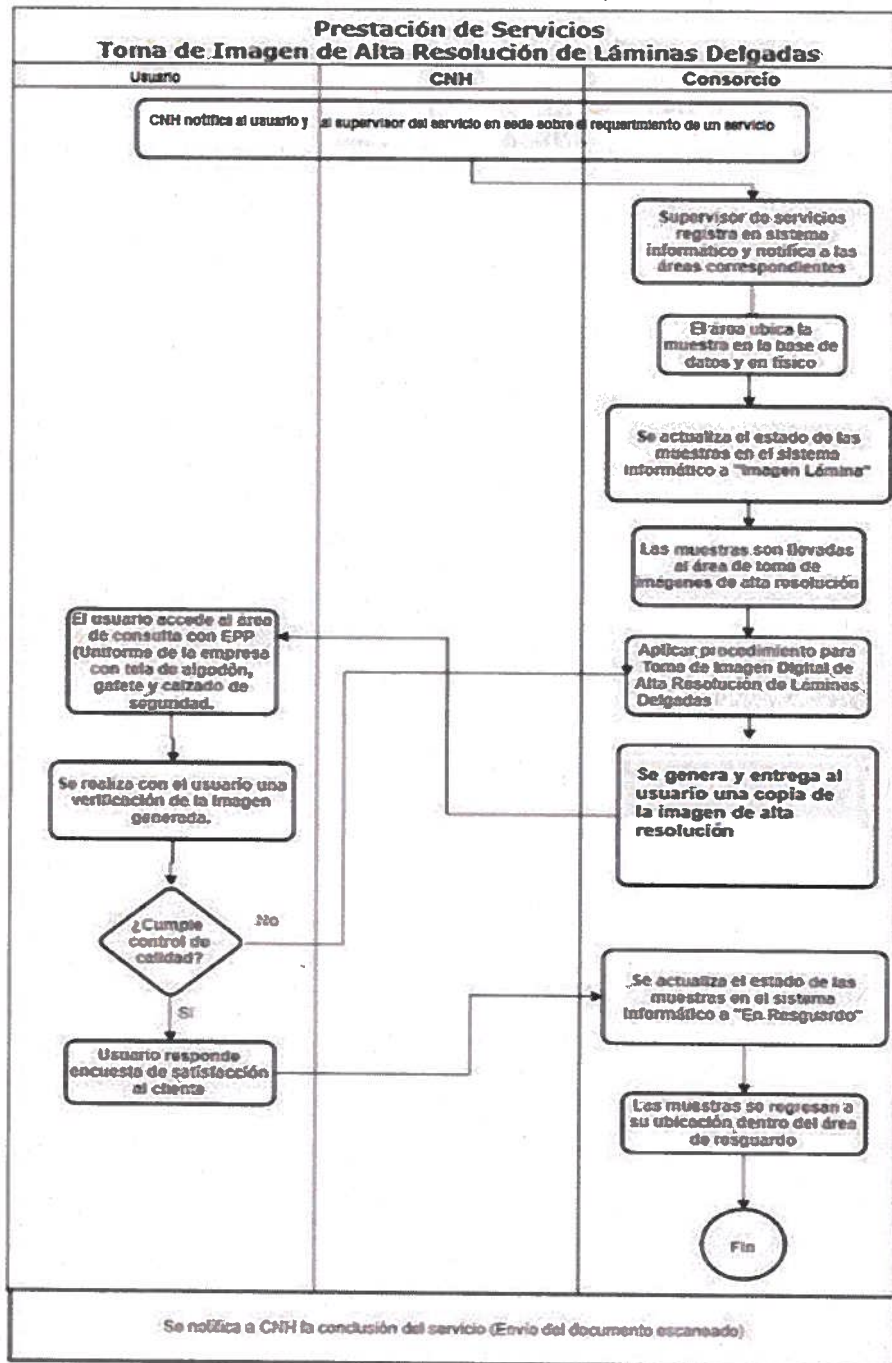 Prestación de Servicios
Toma de Imagen de Alta Resolución de Láminas Delgadas
Usuario
CNH
Consorcio
CNH notifica al usuario y al supervisor del servicio en sede sobre el requerimiento de un servicio
Supervisor de servicios
registra en sistema
informático y notifica a las
áreas correspondientes
El área ubica la
muestra en la base de
datos y en físico
Se actualiza el estado de las
muestras en el sistema
informático a "Imagen Lámina"
Las muestras son llevadas
al área de toma de
imágenes de alta resolución
Aplicar procedimiento para
Toma de Imagen Digital de
Alta Resolución de Láminas
Delgadas
Se genera y entrega al
usuario una copia de
la imagen de alta
resolución
El usuario accede al área
de consulta con EPP
(Uniforme de la empresa
con tela de algodón,
gafete y calzado de
seguridad.
Se realiza con el usuario una
verificación de la imagen
generada.
¿Cumple
control de
calidad?
No
Si
Usuario responde
encuesta de satisfacción
al cliente
Se actualiza el estado de las
muestras en el sistema
informático a "En Resguardo"
Las muestras se regresan a
su ubicación dentro del área
de resguardo
Fin
Se notifica a CNH la conclusión del servicio (Envío del documento escaneado)